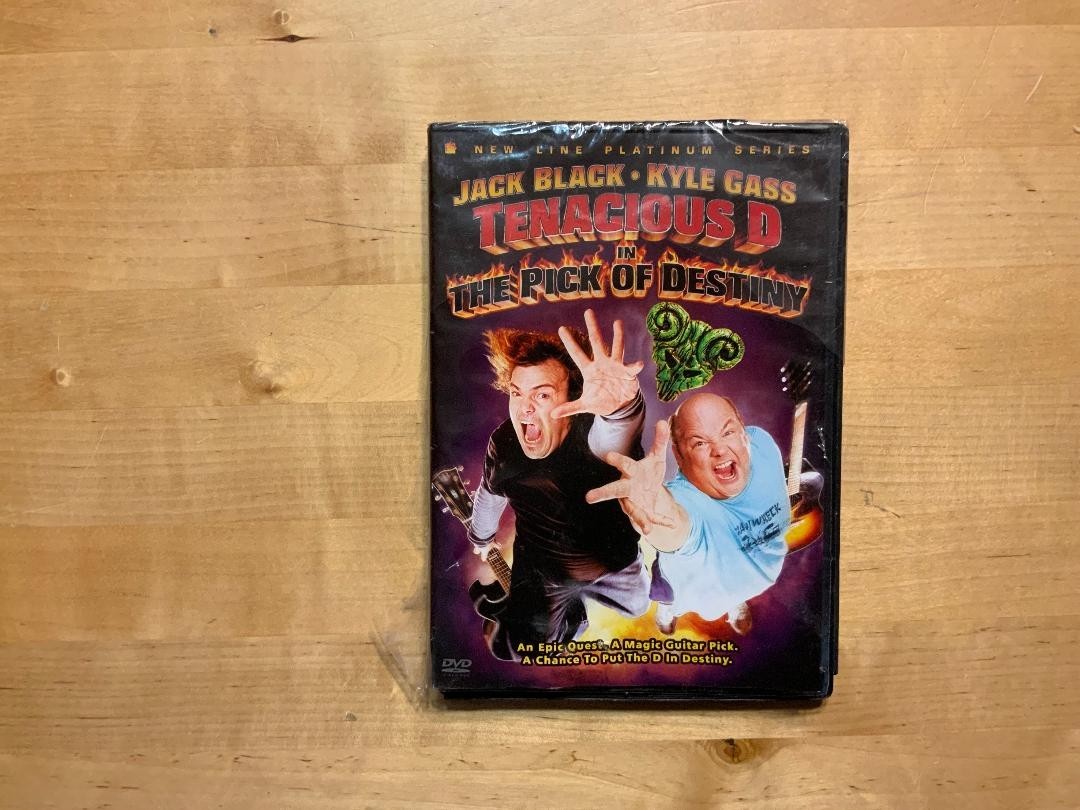 NEW LINE PLATINUM SERIES
JACK BLACK • KYLE GASS
TENACIOUS D
IN
THE PICK OF DESTINY
An Epic Quest. A Magic Guitar Pick.
A Chance To Put The D In Destiny.
DVD